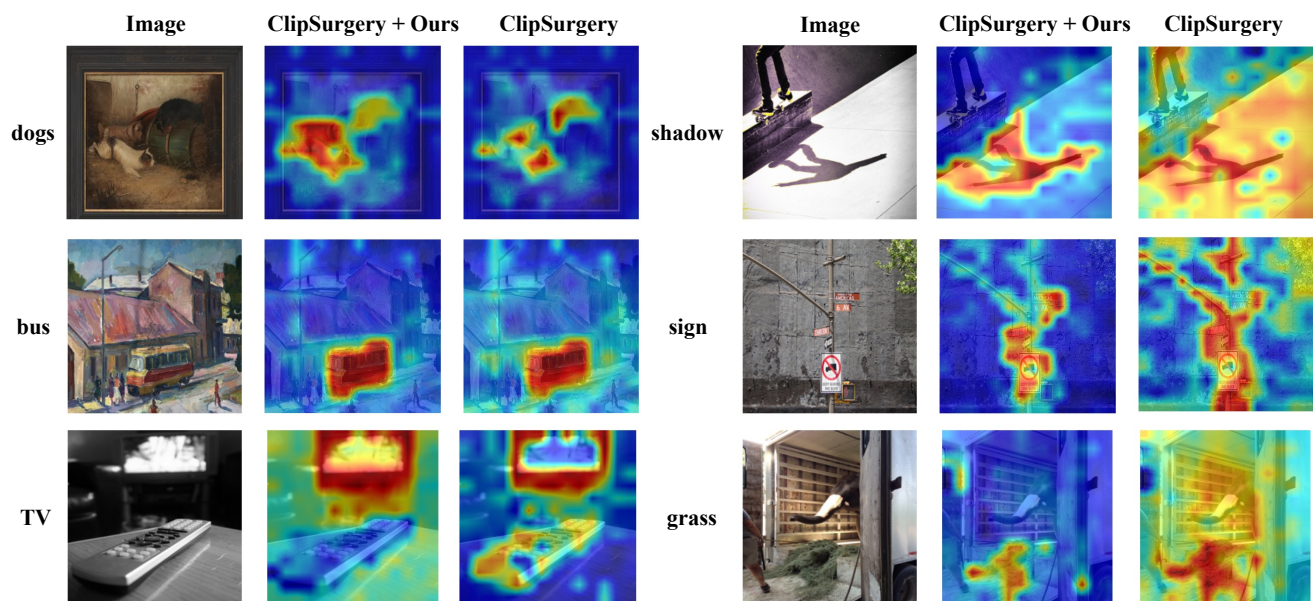 Image ClipSurgery + Ours ClipSurgery Image ClipSurgery + Ours ClipSurgery
dogs shadow
bus sign
TV grass